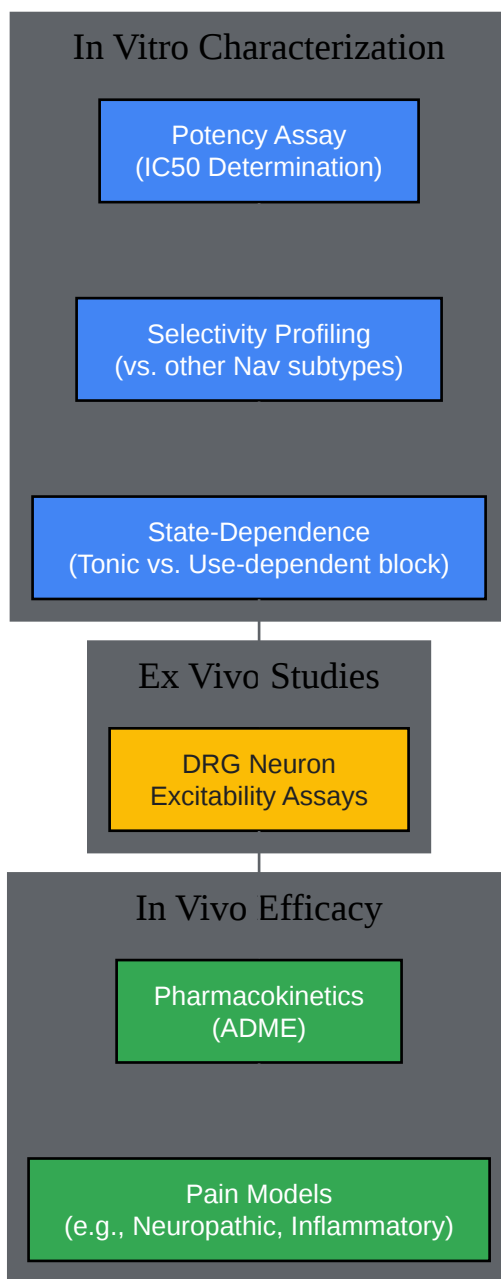 In Vitro Characterization
Potency Assay
(IC50 Determination)
Selectivity Profiling
(vs. other Nav subtypes)
State-Dependence
(Tonic vs. Use-dependent block)
Ex Vivo Studies
DRG Neuron
Excitability Assays
In Vivo Efficacy
Pharmacokinetics
(ADME)
Pain Models
(e.g., Neuropathic, Inflammatory)